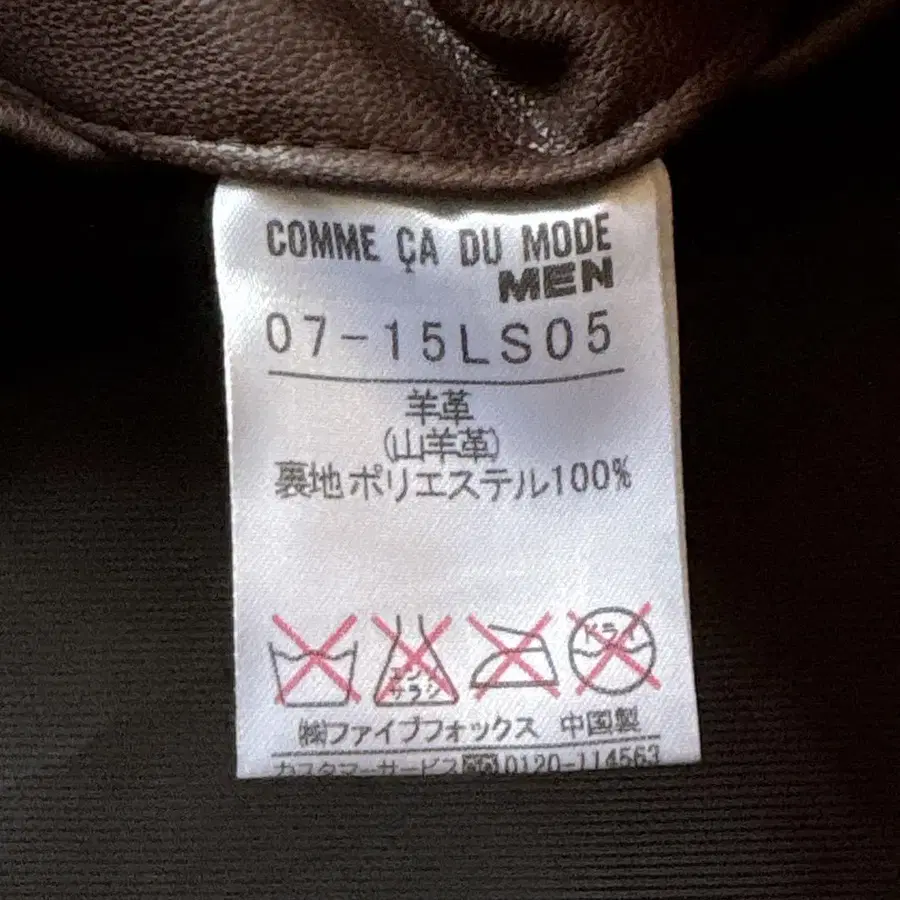 COMME ÇA DU MODE
MEN
07-15LS05
羊革
(山羊革)
裏地ポリエステル100%
エンソ
サラシ
ドライ
㈱ファイブフォックス 中国製
カスタマーサービス 0120-114563